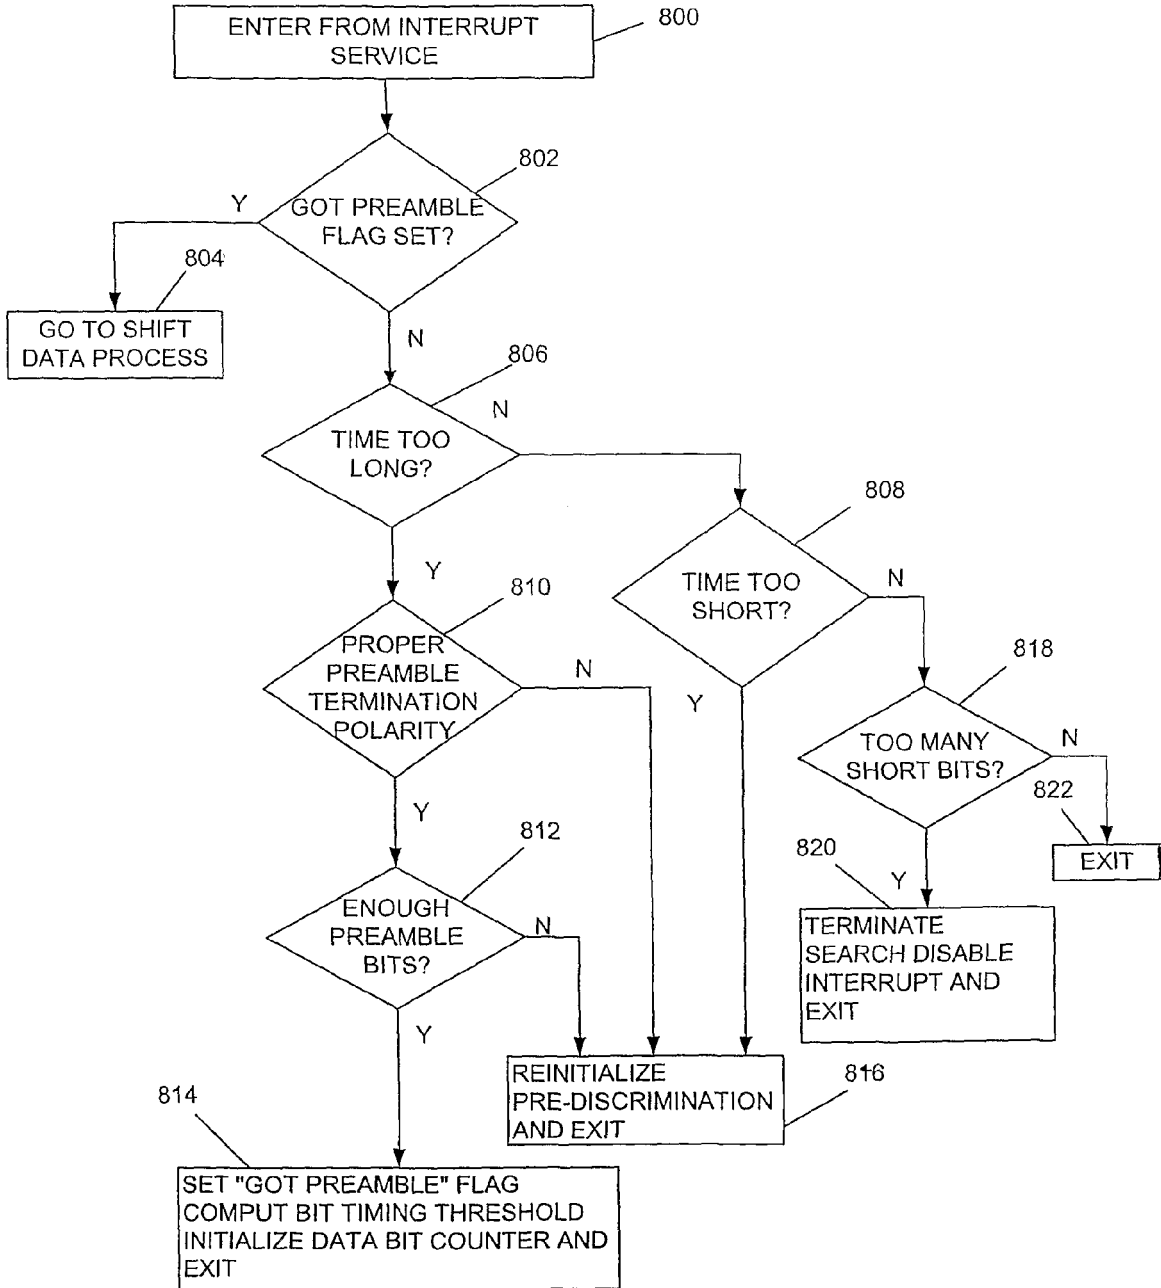 ENTER FROM INTERRUPT
SERVICE
800
802
GOT PREAMBLE
FLAG SET?
Y
804
GO TO SHIFT
DATA PROCESS
N
806
TIME TOO
LONG?
N
808
TIME TOO
SHORT?
N
Y
810
PROPER
PREAMBLE
TERMINATION
POLARITY
N
Y
818
TOO MANY
SHORT BITS?
N
822
EXIT
Y
812
ENOUGH
PREAMBLE
BITS?
N
820
Y
TERMINATE
SEARCH DISABLE
INTERRUPT AND
EXIT
Y
REINITIALIZE
PRE-DISCRIMINATION
AND EXIT
816
814
SET "GOT PREAMBLE" FLAG
COMPUT BIT TIMING THRESHOLD
INITIALIZE DATA BIT COUNTER AND
EXIT